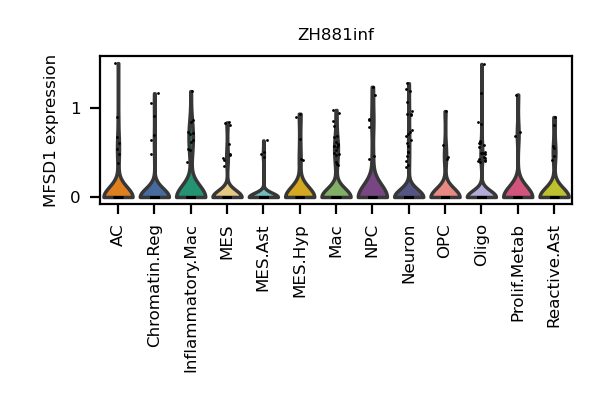 ZH881inf
MFSD1 expression
1
0
AC
Chromatin.Reg
Inflammatory.Mac
MES
MES.Ast
MES.Hyp
Mac
NPC
Neuron
OPC
Oligo
Prolif.Metab
Reactive.Ast